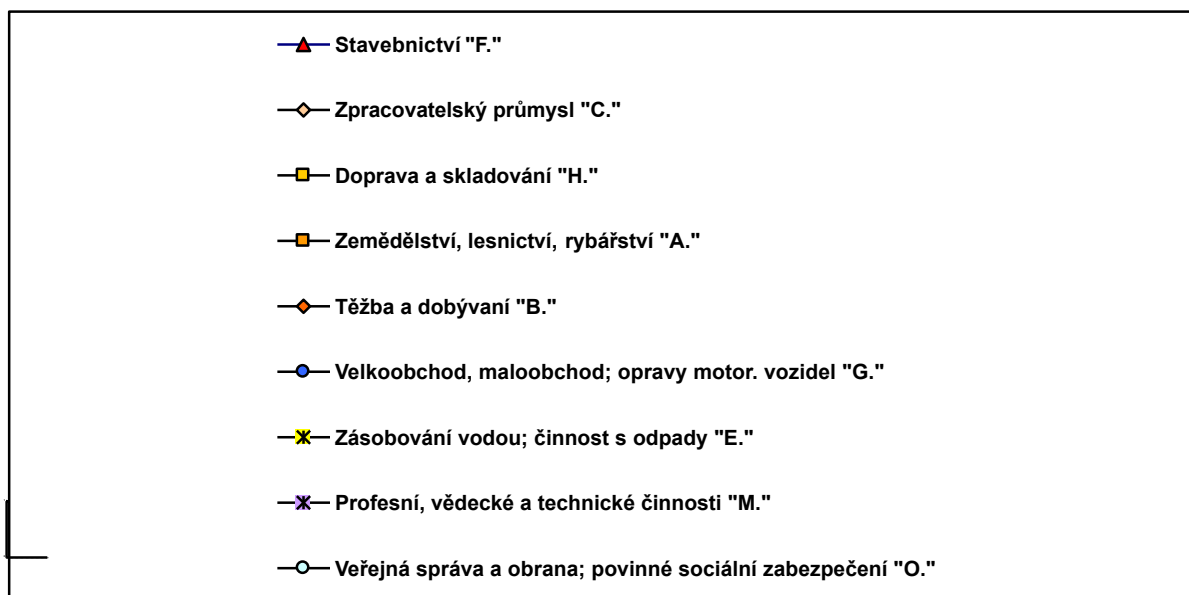 Stavebnictví "F."
Zpracovatelský průmysl "C."
Doprava a skladování "H."
Zemědělství, lesnictví, rybářství "A."
Těžba a dobývaní "B."
Velkoobchod, maloobchod; opravy motor. vozidel "G."
Zásobování vodou; činnost s odpady "E."
Profesní, vědecké a technické činnosti "M."
Veřejná správa a obrana; povinné sociální zabezpečení "O."